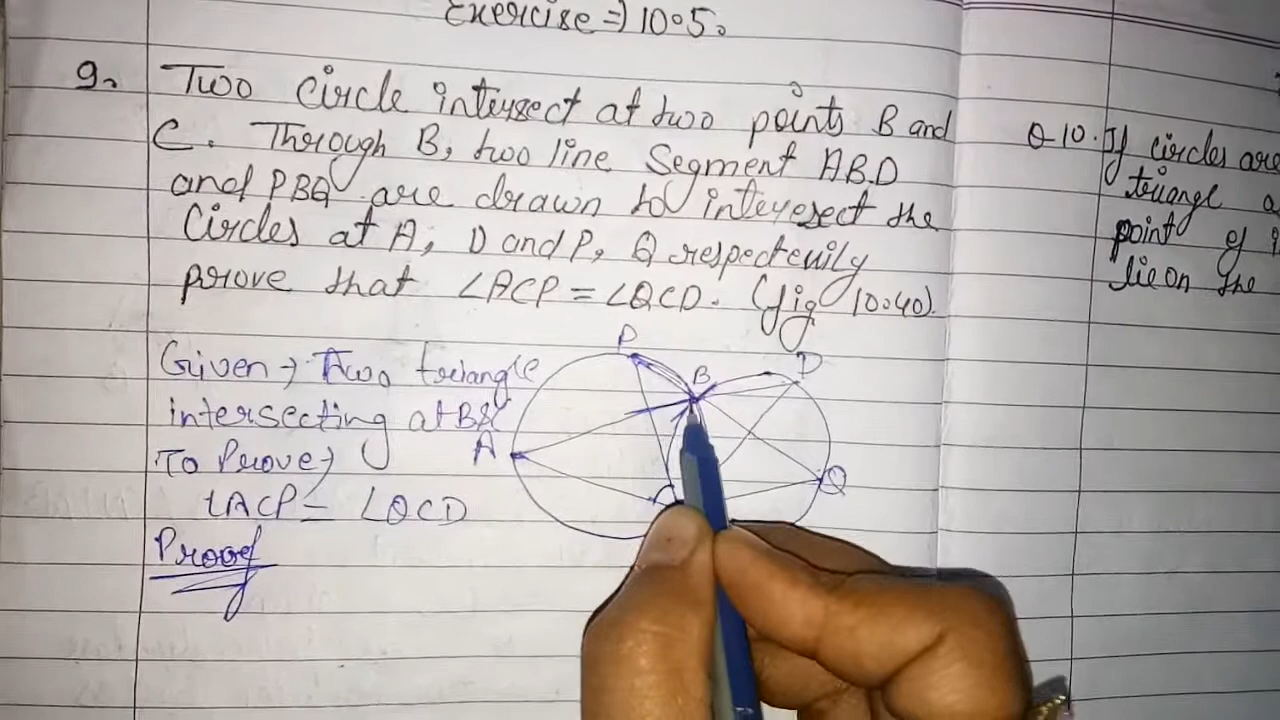 Exercise ⇒ 10.5.
9. Two circle intersect at two points B and
C. Through B, two line Segment ABD
and PBQ are drawn to intersect the
Circles at A, D and P, Q respectively
prove that ∠ACP = ∠QCD. (fig 10.40).
Q-10. If circles are
triangl
point of
lie on the
Given → Two triangle
intersecting at B &
To Prove →
∠ACP = ∠QCD
Proof
P
B
D
A
Q